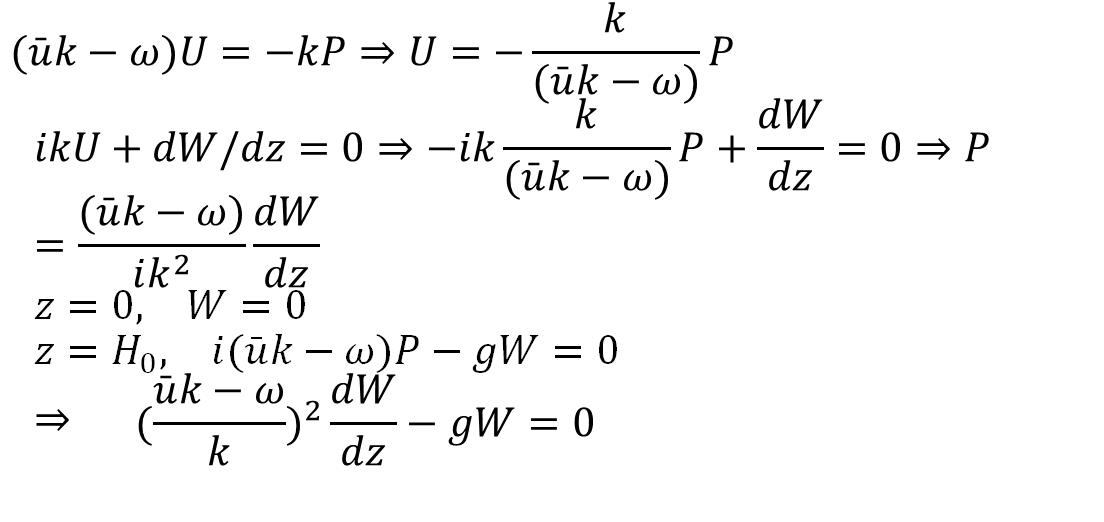 (ūk − ω)U = −kP ⇒ U = − k/(ūk − ω) P
ikU + dW/dz = 0 ⇒ −ik k/(ūk − ω) P + dW/dz = 0 ⇒ P
= (ūk − ω)/ik² dW/dz
z = 0, W = 0
z = H₀, i(ūk − ω)P − gW = 0
⇒ (ūk − ω/k)² dW/dz − gW = 0